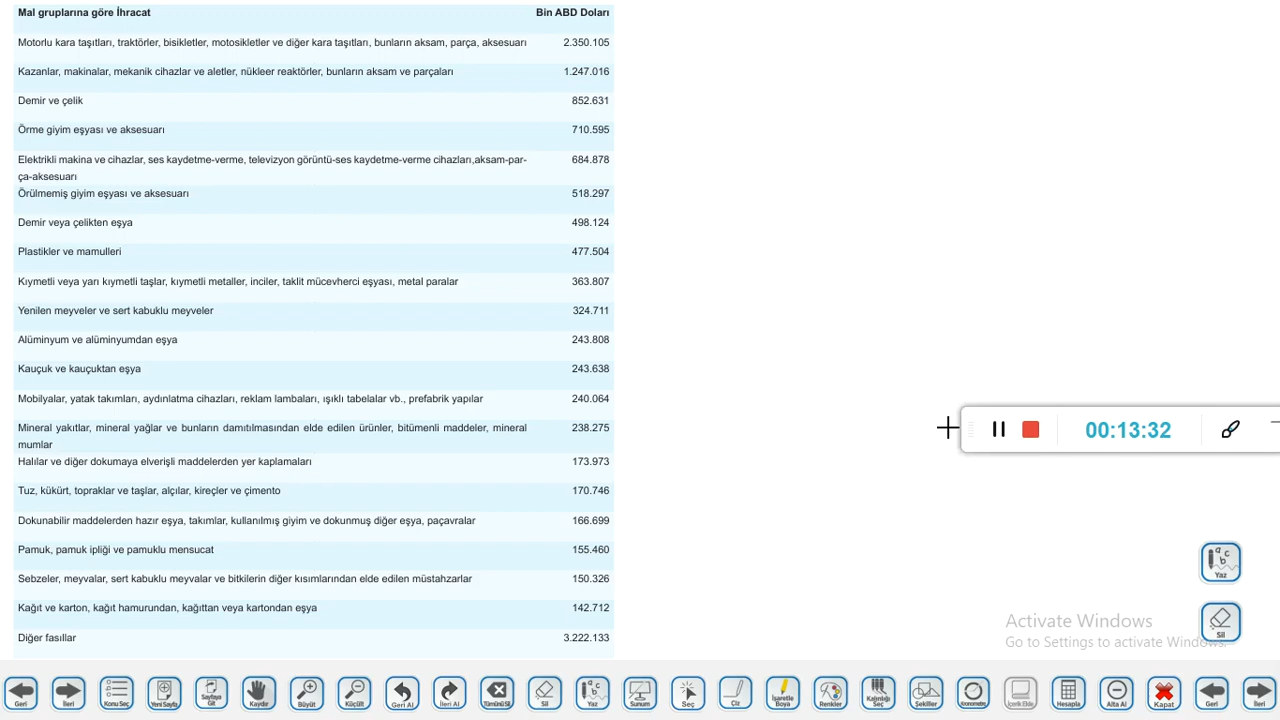 Mal gruplarına göre İhracat Bin ABD Doları
Motorlu kara taşıtları, traktörler, bisikletler, motosikletler ve diğer kara taşıtları, bunların aksam, parça, aksesuarı 2.350.105
Kazanlar, makinalar, mekanik cihazlar ve aletler, nükleer reaktörler, bunların aksam ve parçaları 1.247.016
Demir ve çelik 852.631
Örme giyim eşyası ve aksesuarı 710.595
Elektrikli makina ve cihazlar, ses kaydetme-verme, televizyon görüntü-ses kaydetme-verme cihazları,aksam-par- 684.878
ça-aksesuarı
Örülmemiş giyim eşyası ve aksesuarı 518.297
Demir veya çelikten eşya 498.124
Plastikler ve mamulleri 477.504
Kıymetli veya yarı kıymetli taşlar, kıymetli metaller, inciler, taklit mücevherci eşyası, metal paralar 363.807
Yenilen meyveler ve sert kabuklu meyveler 324.711
Alüminyum ve alüminyumdan eşya 243.808
Kauçuk ve kauçuktan eşya 243.638
Mobilyalar, yatak takımları, aydınlatma cihazları, reklam lambaları, ışıklı tabelalar vb., prefabrik yapılar 240.064
Mineral yakıtlar, mineral yağlar ve bunların damıtılmasından elde edilen ürünler, bitümenli maddeler, mineral 238.275
mumlar
00:13:32
Halılar ve diğer dokumaya elverişli maddelerden yer kaplamaları 173.973
Tuz, kükürt, topraklar ve taşlar, alçılar, kireçler ve çimento 170.746
Dokunabilir maddelerden hazır eşya, takımlar, kullanılmış giyim ve dokunmuş diğer eşya, paçavralar 166.699
Pamuk, pamuk ipliği ve pamuklu mensucat 155.460
Sebzeler, meyvalar, sert kabuklu meyvalar ve bitkilerin diğer kısımlarından elde edilen müstahzarlar 150.326
Kağıt ve karton, kağıt hamurundan, kağıttan veya kartondan eşya 142.712
Diğer fasıllar 3.222.133
a b c
Yaz
Activate Windows
Go to Settings to activate Windows.
Sil
Geri İleri Konu Seç Yeni Sayfa Sayfaya Git Kaydır Büyüt Küçült Geri Al İleri Al Tümünü Sil Sil Yaz Sunum Seç Çiz İşaretle Boya Renkler Kalınlığı Seç Şekiller Kronometre İçerik Ekle Hesapla Alta Al Kapat Geri İleri